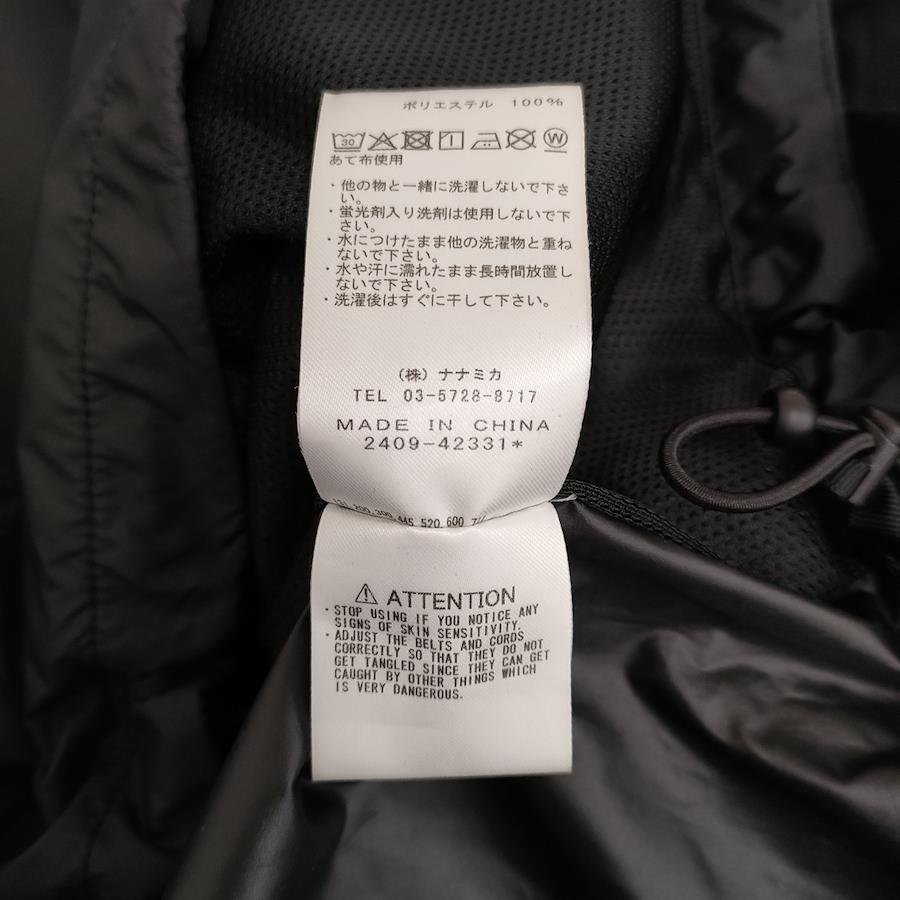 ポリエステル 100%
30
あて布使用
・他の物と一緒に洗濯しないで下さ
い。
・蛍光剤入り洗剤は使用しないで下
さい。
・水につけたまま他の洗濯物と重ね
ないで下さい。
・水や汗に濡れたまま長時間放置し
ないで下さい。
・洗濯後はすぐに干して下さい。
(株) ナナミカ
TEL 03-5728-8717
MADE IN CHINA
2409-42331*
200.300.445.520.600
ATTENTION
・STOP USING IF YOU NOTICE ANY
SIGNS OF SKIN SENSITIVITY.
・ADJUST THE BELTS AND CORDS
CORRECTLY SO THAT THEY DO NOT
GET TANGLED SINCE THEY CAN GET
CAUGHT BY OTHER THINGS WHICH
IS VERY DANGEROUS.